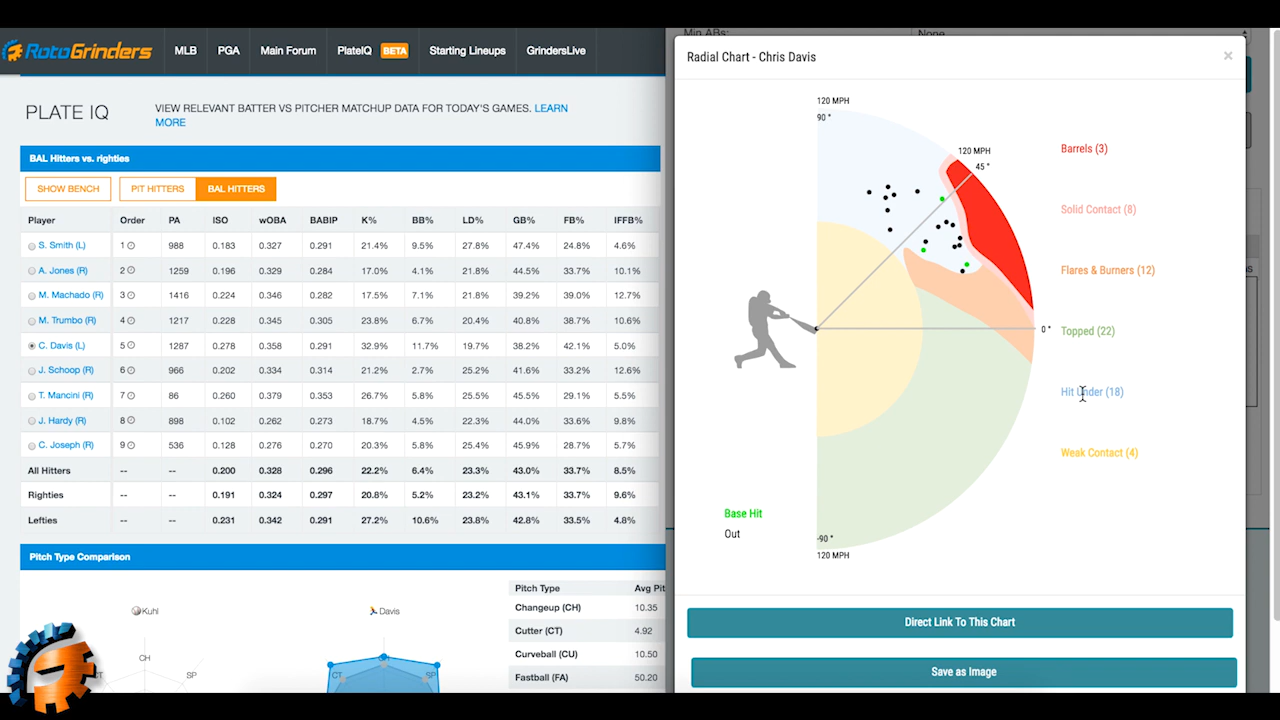 RotoGrinders
MLB PGA Main Forum PlateIQ BETA Starting Lineups GrindersLive
PLATE IQ
VIEW RELEVANT BATTER VS PITCHER MATCHUP DATA FOR TODAY'S GAMES. LEARN
MORE
BAL Hitters vs. righties
SHOW BENCH PIT HITTERS BAL HITTERS
Player Order PA ISO wOBA BABIP K% BB% LD% GB% FB% IFFB%
S. Smith (L) 1 988 0.183 0.327 0.291 21.4% 9.5% 27.8% 47.4% 24.8% 4.6%
A. Jones (R) 2 1259 0.196 0.329 0.284 17.0% 4.1% 21.8% 44.5% 33.7% 10.1%
M. Machado (R) 3 1416 0.224 0.346 0.282 17.5% 7.1% 21.8% 39.2% 39.0% 12.7%
M. Trumbo (R) 4 1217 0.228 0.345 0.305 23.8% 6.7% 20.4% 40.8% 38.7% 10.6%
C. Davis (L) 5 1287 0.278 0.358 0.291 32.9% 11.7% 19.7% 38.2% 42.1% 5.0%
J. Schoop (R) 6 966 0.202 0.334 0.314 21.2% 2.7% 25.2% 41.6% 33.2% 12.6%
T. Mancini (R) 7 86 0.260 0.379 0.353 26.7% 5.8% 25.5% 45.5% 29.1% 5.5%
J. Hardy (R) 8 898 0.102 0.262 0.273 18.7% 4.5% 22.3% 44.0% 33.6% 9.8%
C. Joseph (R) 9 536 0.128 0.276 0.270 20.3% 5.8% 25.4% 45.9% 28.7% 5.7%
All Hitters -- -- 0.200 0.328 0.296 22.2% 6.4% 23.3% 43.0% 33.7% 8.5%
Righties -- -- 0.191 0.324 0.297 20.8% 5.2% 23.2% 43.1% 33.7% 9.6%
Lefties -- -- 0.231 0.342 0.291 27.2% 10.6% 23.8% 42.8% 33.5% 4.8%
Pitch Type Comparison
Kuhl Davis
CH SP
CT CH SP
Pitch Type Avg Pit
Changeup (CH) 10.35
Cutter (CT) 4.92
Curveball (CU) 10.50
Fastball (FA) 50.20
Min ABs: None
Radial Chart - Chris Davis ×
120 MPH
90 °
120 MPH
45 °
0 °
-90 °
120 MPH
Barrels (3)
Solid Contact (8)
Flares & Burners (12)
Topped (22)
Hit Under (18)
Weak Contact (4)
Base Hit
Out
Direct Link To This Chart
Save as Image